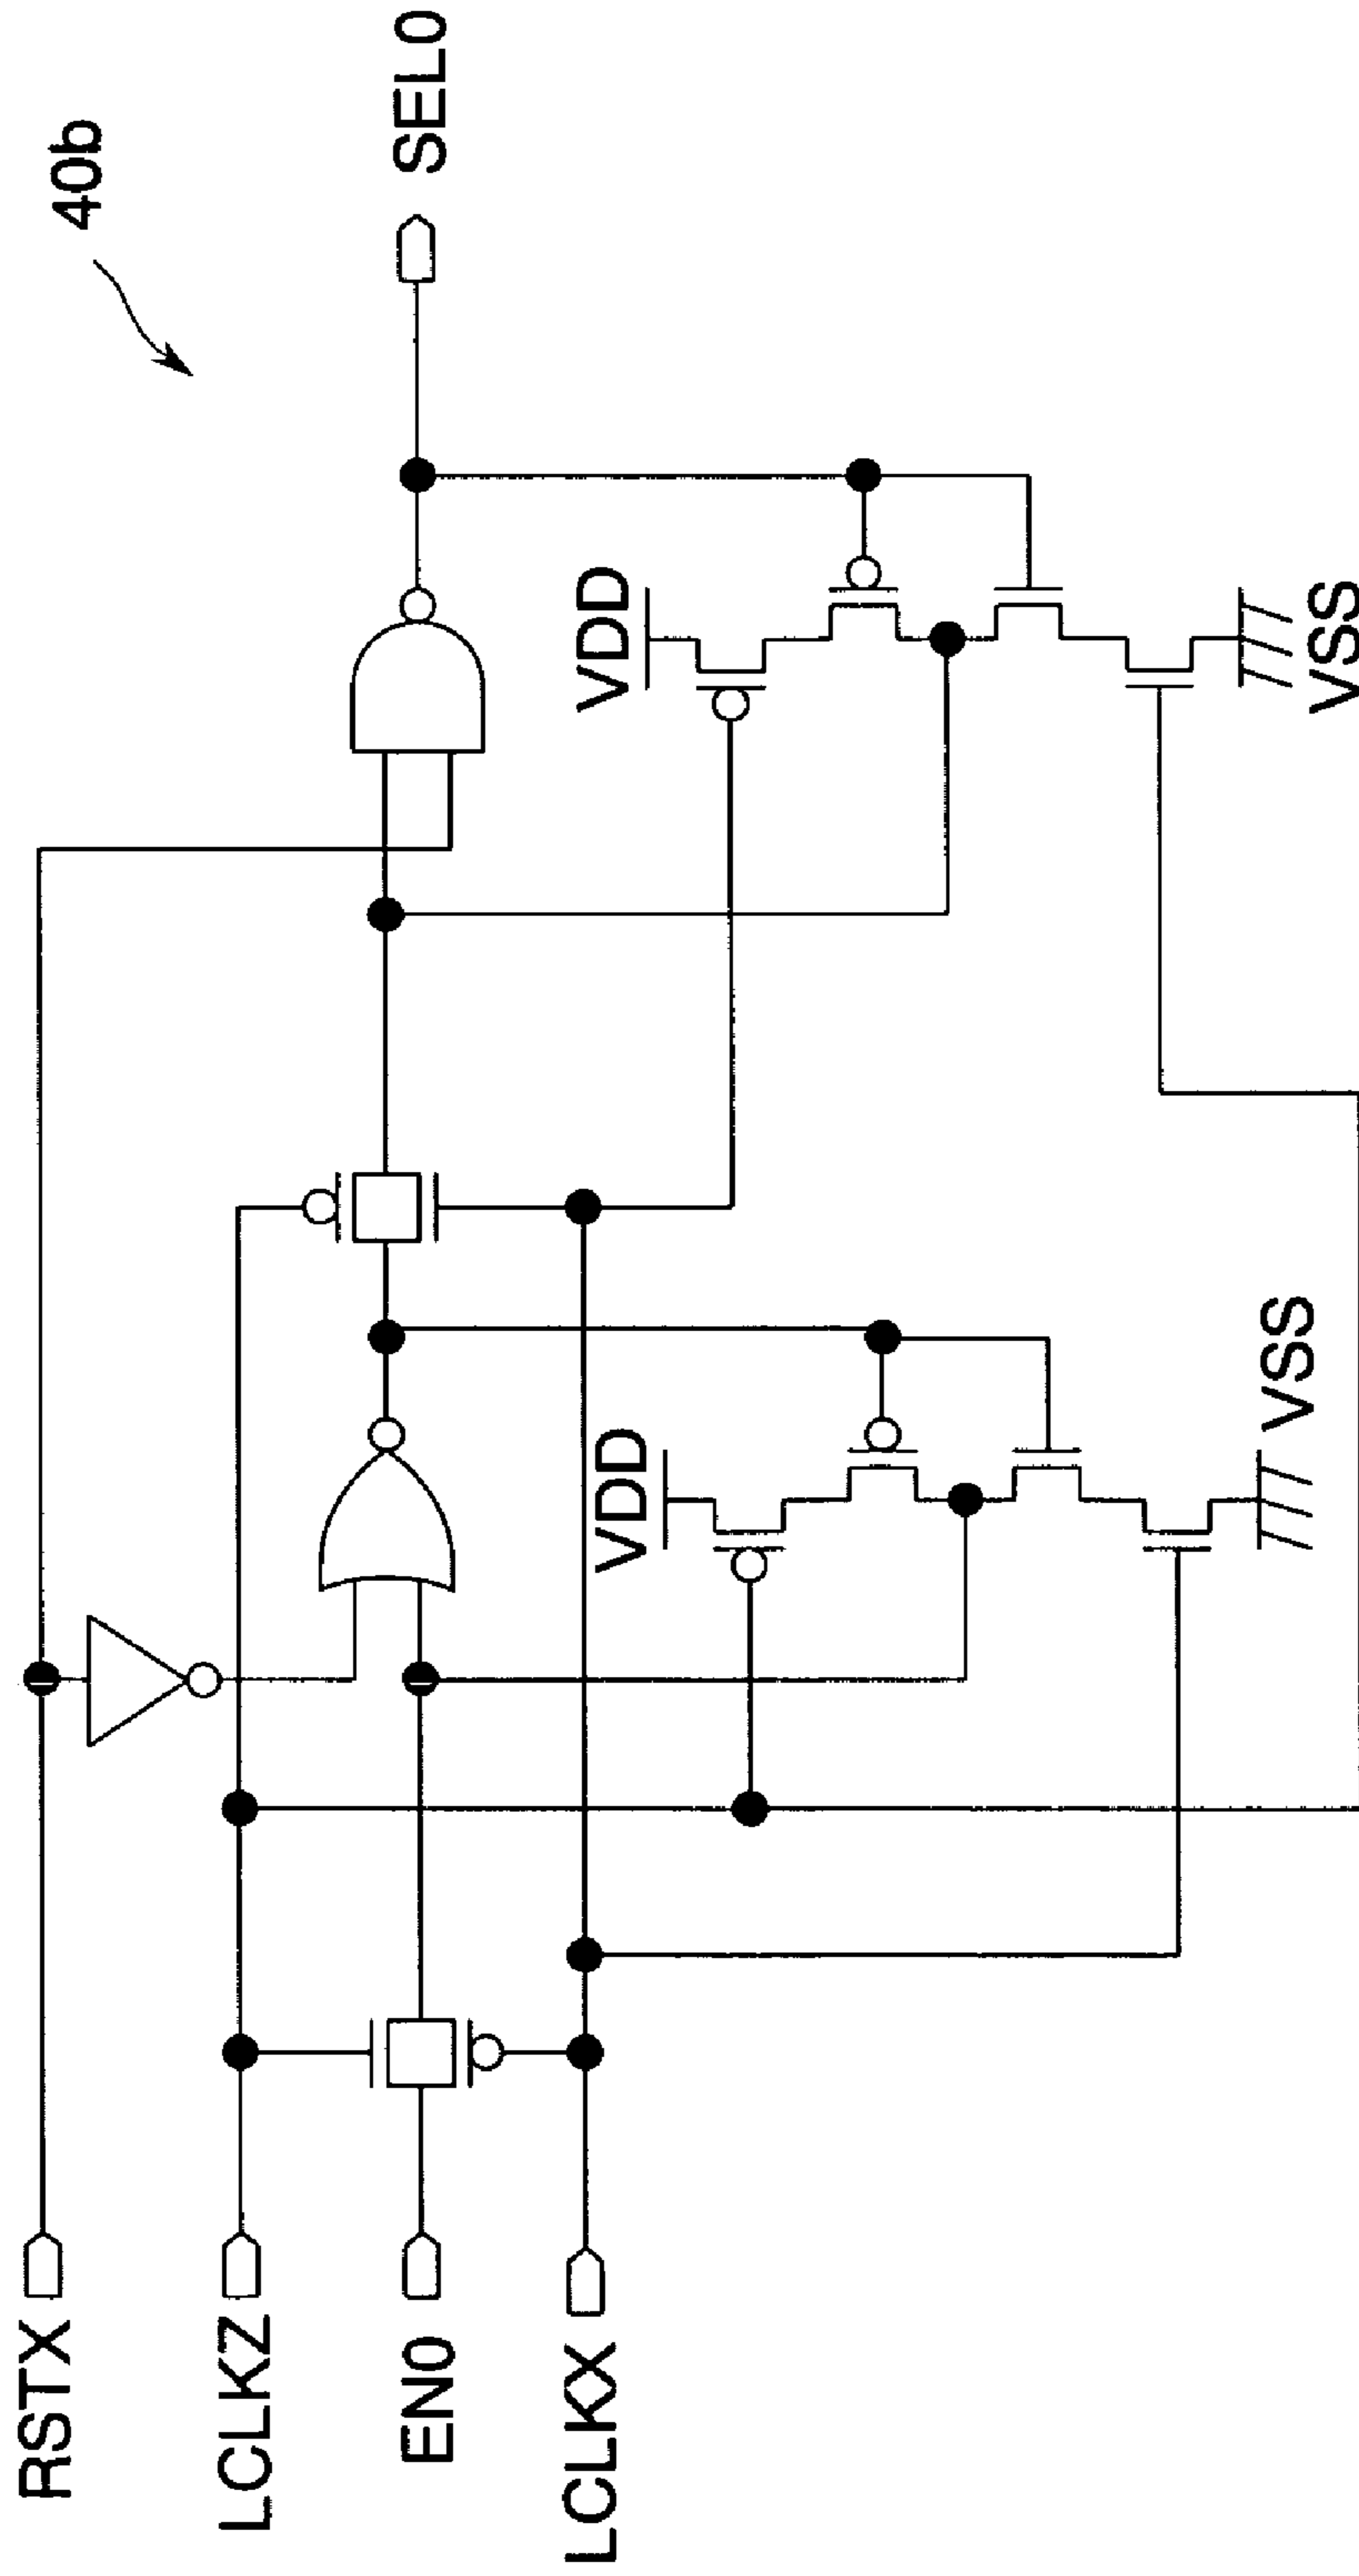 40b
RSTX
LCLKZ
EN0
LCLKX
SEL0
VDD
VSS
VDD
VSS